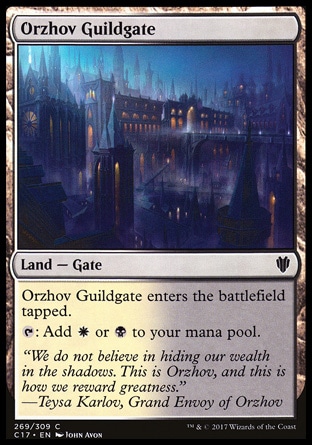 Orzhov Guildgate
Land — Gate
Orzhov Guildgate enters the battlefield
tapped.
: Add or to your mana pool.
“We do not believe in hiding our wealth
in the shadows. This is Orzhov, and this is
how we reward greatness.”
—Teysa Karlov, Grand Envoy of Orzhov
269/309 C
C17 • EN JOHN AVON
™ & © 2017 Wizards of the Coast